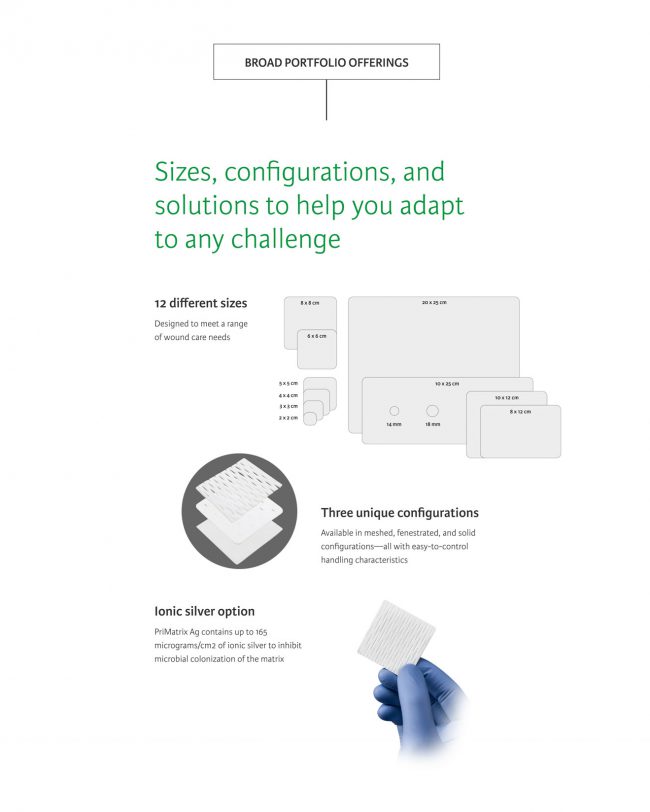 BROAD PORTFOLIO OFFERINGS
Sizes, configurations, and
solutions to help you adapt
to any challenge
12 different sizes
Designed to meet a range
of wound care needs
8 x 8 cm
6 x 6 cm
5 x 5 cm
4 x 4 cm
3 x 3 cm
2 x 2 cm
20 x 25 cm
10 x 25 cm
14 mm
18 mm
10 x 12 cm
8 x 12 cm
Three unique configurations
Available in meshed, fenestrated, and solid
configurations—all with easy-to-control
handling characteristics
Ionic silver option
PriMatrix Ag contains up to 165
micrograms/cm2 of ionic silver to inhibit
microbial colonization of the matrix